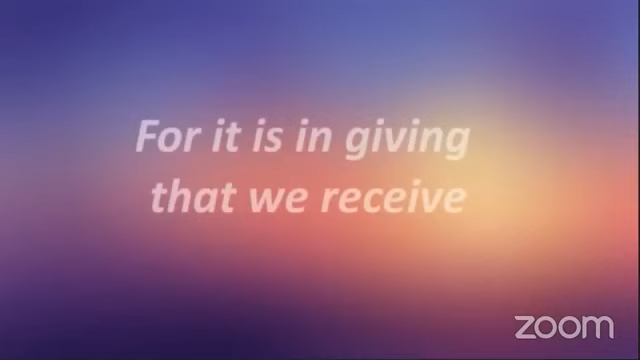 For it is in giving
that we receive
zoom